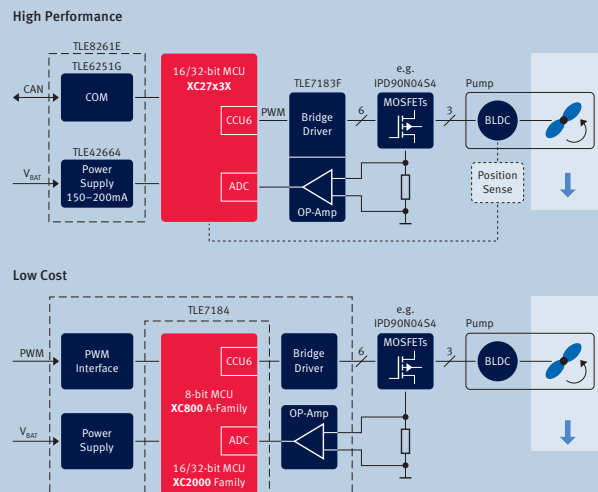 High Performance
TLE8261E
TLE6251G
CAN
COM
TLE42664
V_BAT
Power
Supply
150–200mA
16/32-bit MCU
XC27x3X
CCU6
ADC
PWM
TLE7183F
Bridge
Driver
OP-Amp
6
e.g.
IPD90N04S4
MOSFETs
3
Pump
BLDC
Position
Sense
Low Cost
TLE7184
PWM
PWM
Interface
V_BAT
Power
Supply
CCU6
8-bit MCU
XC800 A-Family
ADC
16/32-bit MCU
XC2000 Family
Bridge
Driver
OP-Amp
6
e.g.
IPD90N04S4
MOSFETs
3
Pump
BLDC